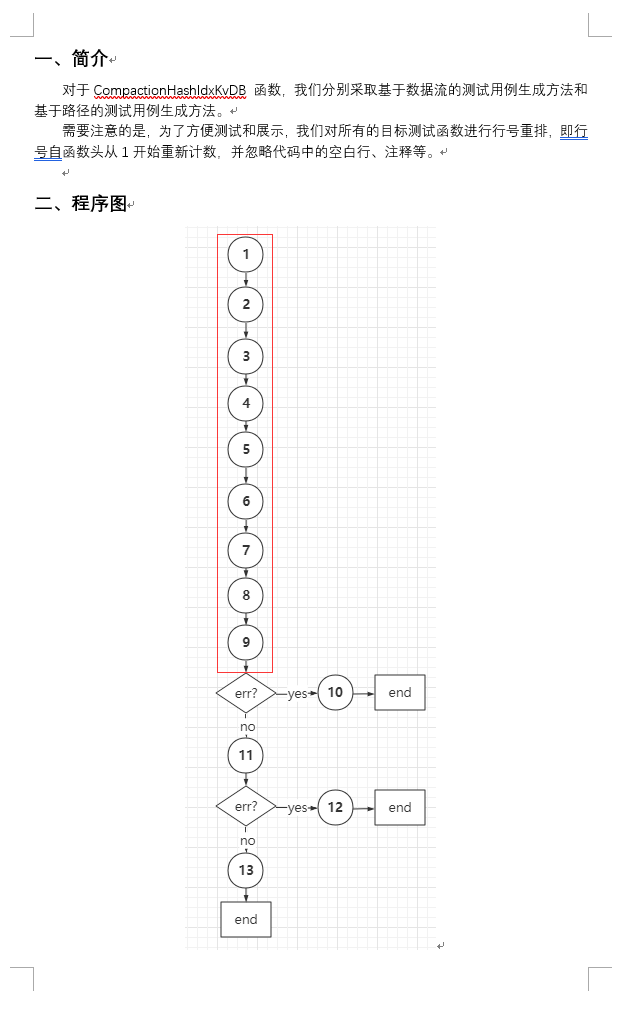 一、简介
对于 CompactionHashIdxKvDB 函数，我们分别采取基于数据流的测试用例生成方法和
基于路径的测试用例生成方法。
需要注意的是，为了方便测试和展示，我们对所有的目标测试函数进行行号重排，即行
号自函数头从 1 开始重新计数，并忽略代码中的空白行、注释等。
二、程序图
1
2
3
4
5
6
7
8
9
err? yes 10 end
no
11
err? yes 12 end
no
13
end